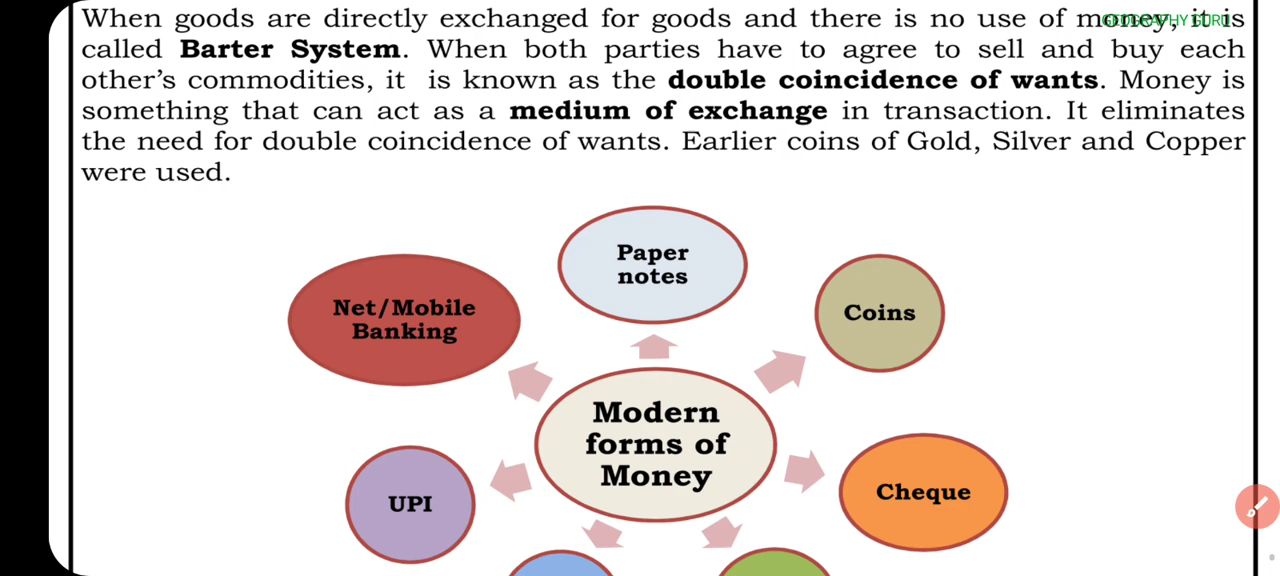 When goods are directly exchanged for goods and there is no use of money, it is
GEOGRAPHY GURU
called Barter System. When both parties have to agree to sell and buy each
other’s commodities, it is known as the double coincidence of wants. Money is
something that can act as a medium of exchange in transaction. It eliminates
the need for double coincidence of wants. Earlier coins of Gold, Silver and Copper
were used.
Paper
notes
Net/Mobile
Banking
Coins
Modern
forms of
Money
Cheque
UPI
8